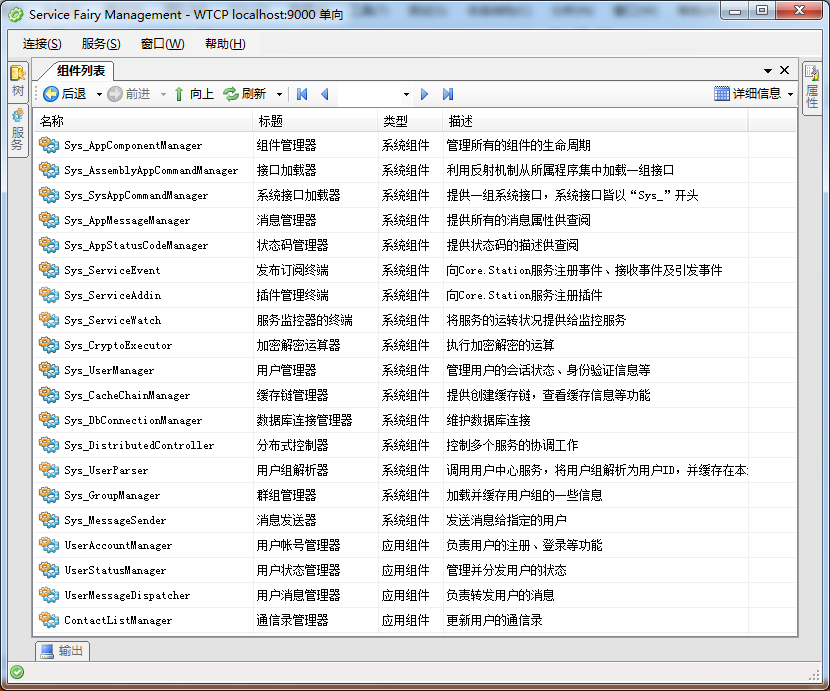 Service Fairy Management - WTCP localhost:9000 单向
连接(S) 服务(S) 窗口(W) 帮助(H)
组件列表
树
服务
属性
后退 前进 向上 刷新 详细信息
名称 标题 类型 描述
Sys_AppComponentManager 组件管理器 系统组件 管理所有的组件的生命周期
Sys_AssemblyAppCommandManager 接口加载器 系统组件 利用反射机制从所属程序集中加载一组接口
Sys_SysAppCommandManager 系统接口加载器 系统组件 提供一组系统接口，系统接口皆以“Sys_”开头
Sys_AppMessageManager 消息管理器 系统组件 提供所有的消息属性供查阅
Sys_AppStatusCodeManager 状态码管理器 系统组件 提供状态码的描述供查阅
Sys_ServiceEvent 发布订阅终端 系统组件 向Core.Station服务注册事件、接收事件及引发事件
Sys_ServiceAddin 插件管理终端 系统组件 向Core.Station服务注册插件
Sys_ServiceWatch 服务监控器的终端 系统组件 将服务的运转状况提供给监控服务
Sys_CryptoExecutor 加密解密运算器 系统组件 执行加密解密的运算
Sys_UserManager 用户管理器 系统组件 管理用户的会话状态、身份验证信息等
Sys_CacheChainManager 缓存链管理器 系统组件 提供创建缓存链，查看缓存信息等功能
Sys_DbConnectionManager 数据库连接管理器 系统组件 维护数据库连接
Sys_DistributedController 分布式控制器 系统组件 控制多个服务的协调工作
Sys_UserParser 用户组解析器 系统组件 调用用户中心服务，将用户组解析为用户ID，并缓存在本
Sys_GroupManager 群组管理器 系统组件 加载并缓存用户组的一些信息
Sys_MessageSender 消息发送器 系统组件 发送消息给指定的用户
UserAccountManager 用户帐号管理器 应用组件 负责用户的注册、登录等功能
UserStatusManager 用户状态管理器 应用组件 管理并分发用户的状态
UserMessageDispatcher 用户消息管理器 应用组件 负责转发用户的消息
ContactListManager 通信录管理器 应用组件 更新用户的通信录
输出